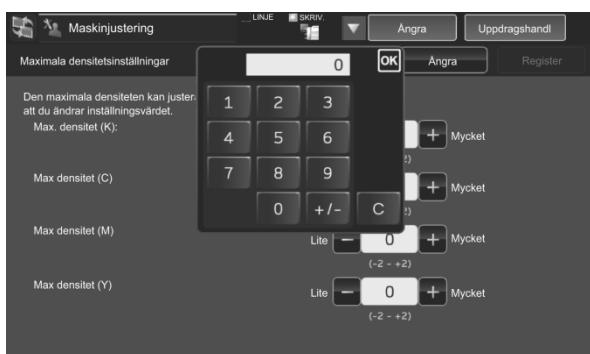 Maskinjustering
LINJE
SKRIV.
Ångra
Uppdragshandl
Maximala densitetsinställningar
0
OK
Ångra
Register
Den maximala densiteten kan
att du ändrar inställningsvärdet.
Max. densitet (K):
Mycket
Max densitet (C)
Mycket
1 2 3
4 5 6
7 8 9
0 +/- C
Max densitet (M)
Lite − 0 + Mycket
(-2 - +2)
Max densitet (Y)
Lite − 0 + Mycket
(-2 - +2)